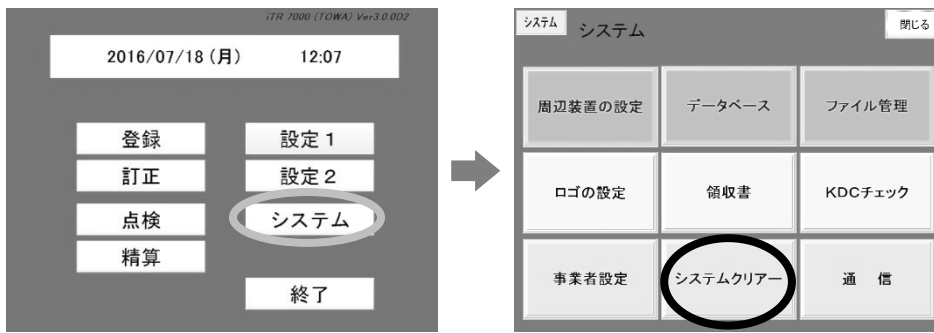 iTR 7000 (TOWA) Ver3.0.0D2
2016/07/18 (月) 12:07
登録 設定1
訂正 設定2
点検 システム
精算
終了
システム システム 閉じる
周辺装置の設定 データベース ファイル管理
ロゴの設定 領収書 KDCチェック
事業者設定 システムクリアー 通 信